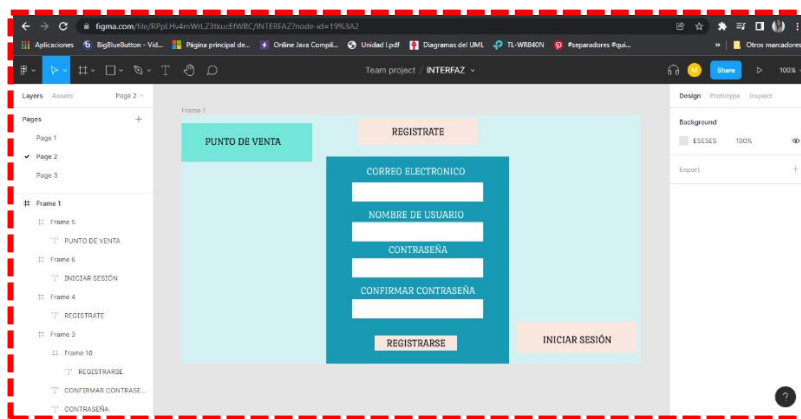 figma.com/file/RPpLHv4mWrLZ3tkucEfWBC/INTERFAZ?node-id=19%3A2
Aplicaciones BigBlueButton - Vid... Página principal de... Online Java Compil... Unidad I.pdf Diagramas del UML TL-WR840N #separadores #qui... » Otros marcadores
Team project / INTERFAZ
M Share 100%
Layers Assets Page 2
Design Prototype Inspect
Pages
Page 1
Page 2
Page 3
Frame 1
Frame 5
PUNTO DE VENTA
Frame 6
INICIAR SESIÓN
Frame 4
REGISTRATE
Frame 3
Frame 10
REGISTRARSE
CONFIRMAR CONTRASE...
CONTRASEÑA
Frame 1
PUNTO DE VENTA
REGISTRATE
CORREO ELECTRONICO
NOMBRE DE USUARIO
CONTRASEÑA
CONFIRMAR CONTRASEÑA
REGISTRARSE
INICIAR SESIÓN
Background
E5E5E5 100%
Export
?